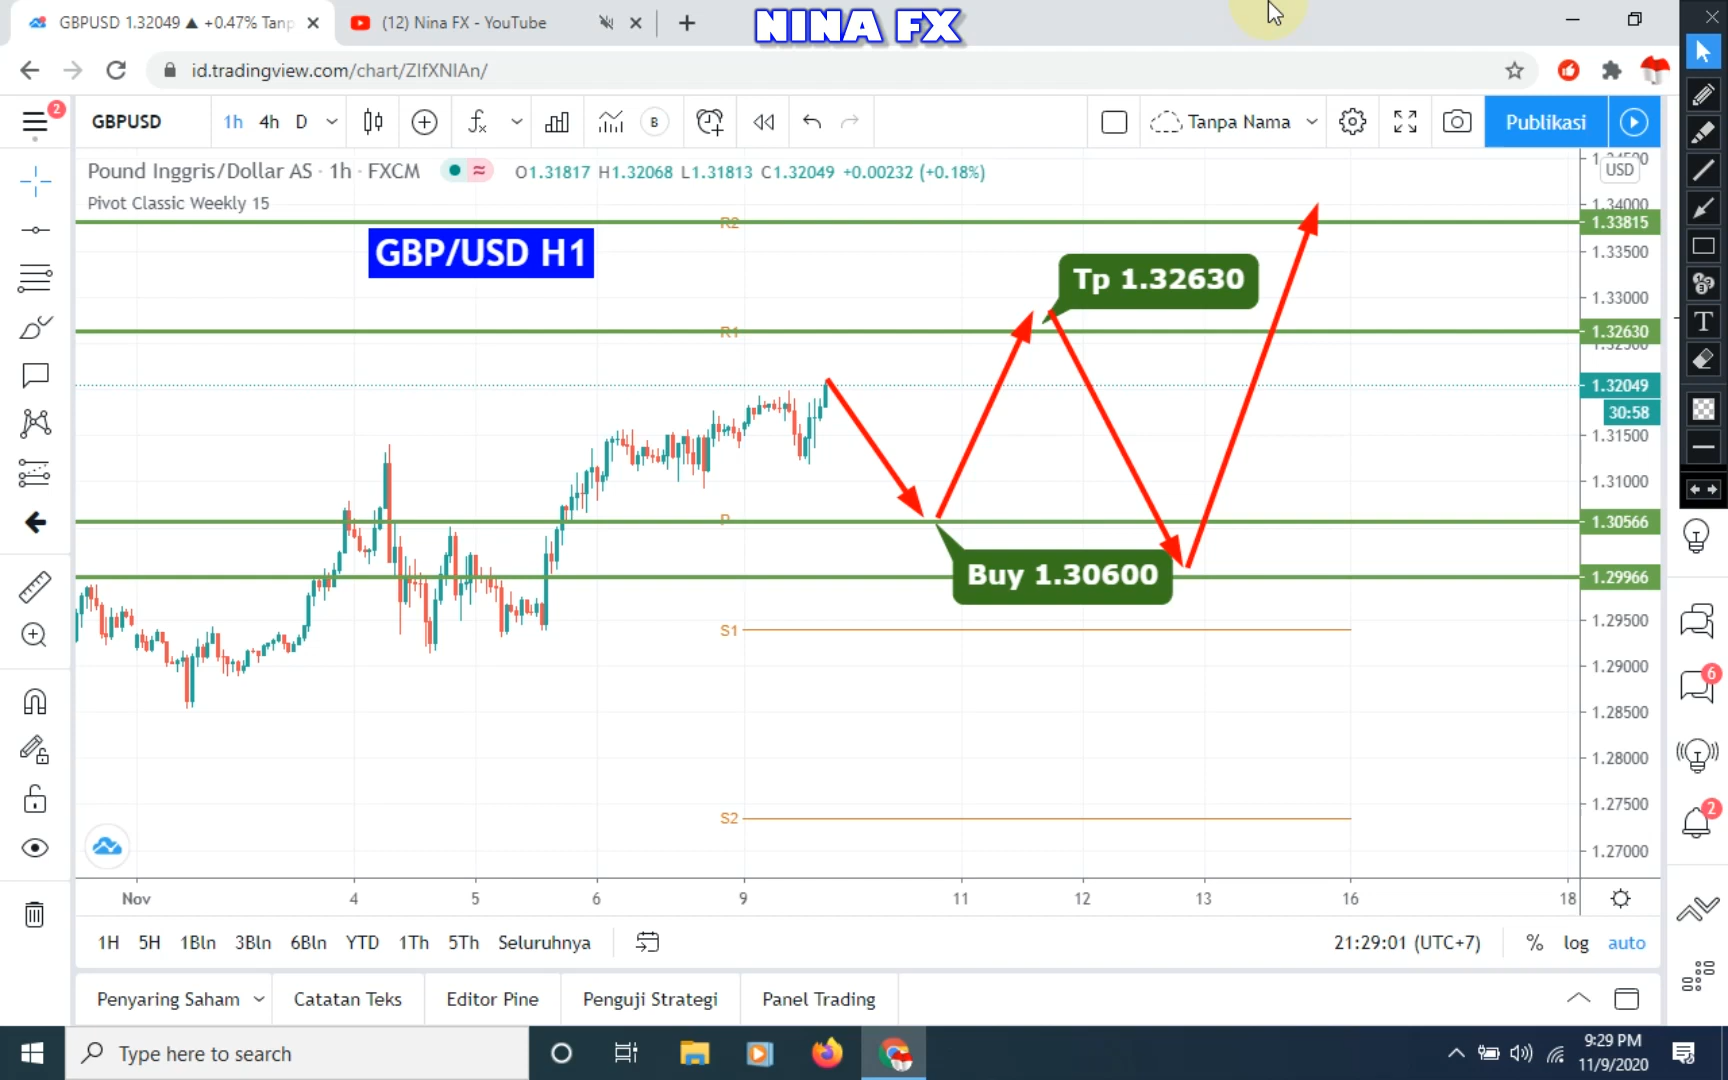 GBPUSD 1.32049 ▲ +0.47% Tanp
(12) Nina FX - YouTube
NINA FX
id.tradingview.com/chart/ZIfXNIAn/
2
GBPUSD
1h 4h D
B
Tanpa Nama
Publikasi
Pound Inggris/Dollar AS · 1h · FXCM
O1.31817 H1.32068 L1.31813 C1.32049 +0.00232 (+0.18%)
Pivot Classic Weekly 15
USD
1.34000
R2
1.33815
GBP/USD H1
1.33500
Tp 1.32630
1.33000
R1
1.32630
1.32500
1.32049
30:58
1.31500
1.31000
P
1.30566
Buy 1.30600
1.29966
S1
1.29500
1.29000
1.28500
1.28000
1.27500
S2
1.27000
6
2
Nov 4 5 6 9 11 12 13 16 18
1H 5H 1Bln 3Bln 6Bln YTD 1Th 5Th Seluruhnya
21:29:01 (UTC+7) % log auto
Penyaring Saham Catatan Teks Editor Pine Penguji Strategi Panel Trading
Type here to search
9:29 PM
11/9/2020